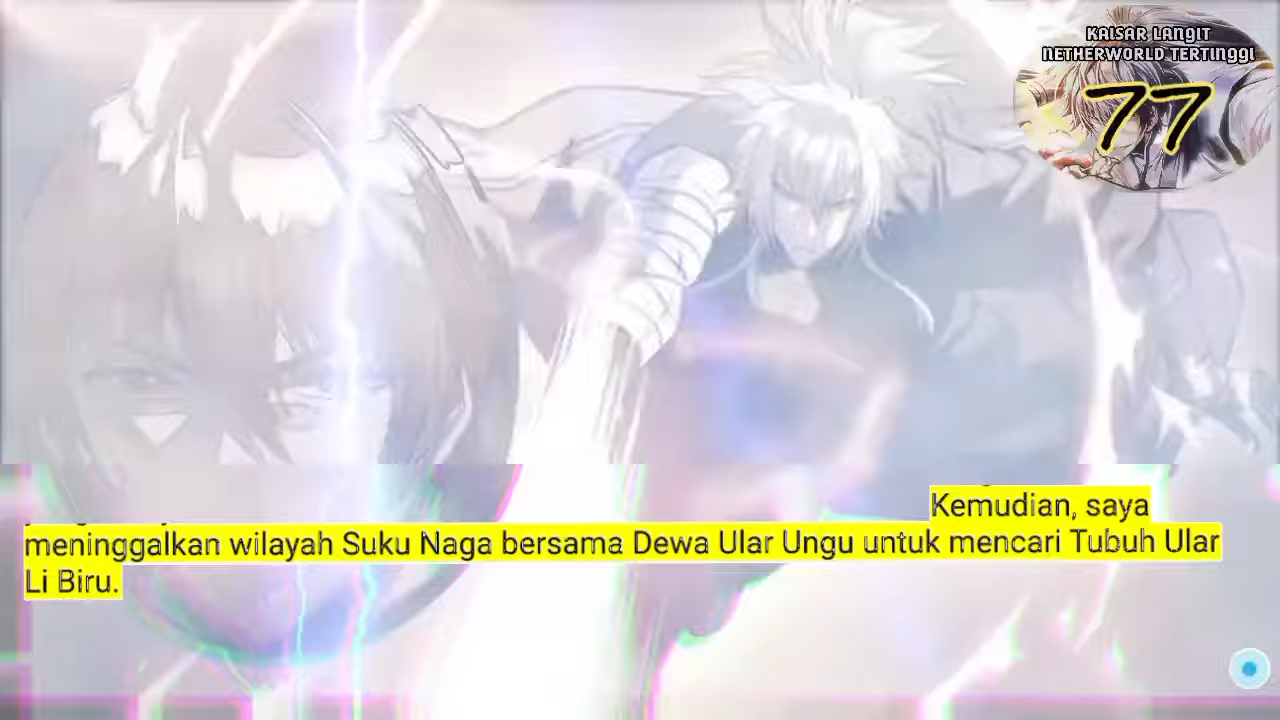 KAISAR LANGIT
NETHERWORLD TERTINGGI
77
Kemudian, saya
meninggalkan wilayah Suku Naga bersama Dewa Ular Ungu untuk mencari Tubuh Ular
Li Biru.